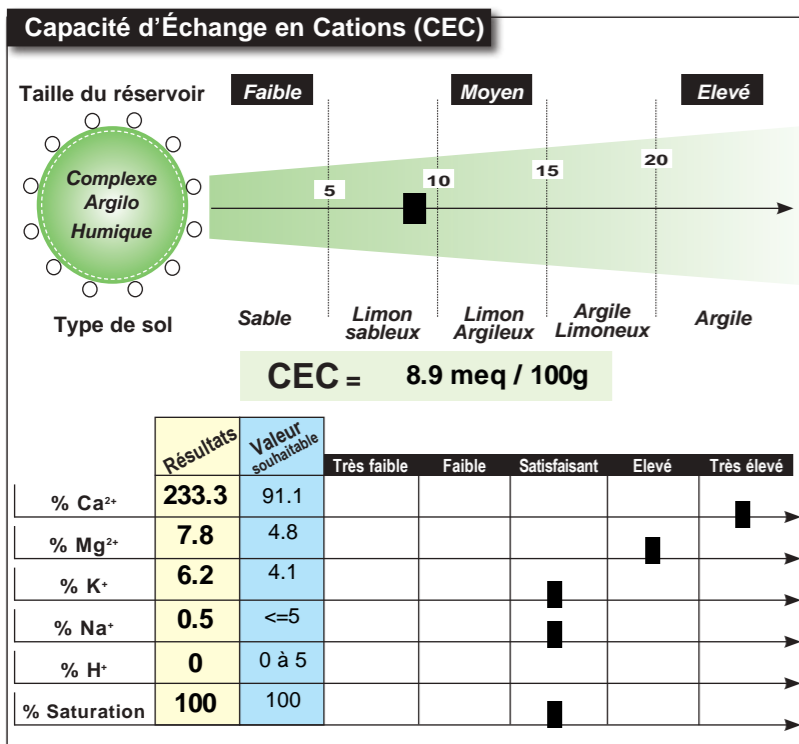 Capacité d’Échange en Cations (CEC)
Taille du réservoir
Faible Moyen Elevé
Complexe
Argilo
Humique
5 10 15 20
Type de sol
Sable
Limon sableux
Limon Argileux
Argile Limoneux
Argile
CEC = 8.9 meq / 100g
Résultats Valeur souhaitable Très faible Faible Satisfaisant Elevé Très élevé
% Ca²⁺ 233.3 91.1
% Mg²⁺ 7.8 4.8
% K⁺ 6.2 4.1
% Na⁺ 0.5 <=5
% H⁺ 0 0 à 5
% Saturation 100 100